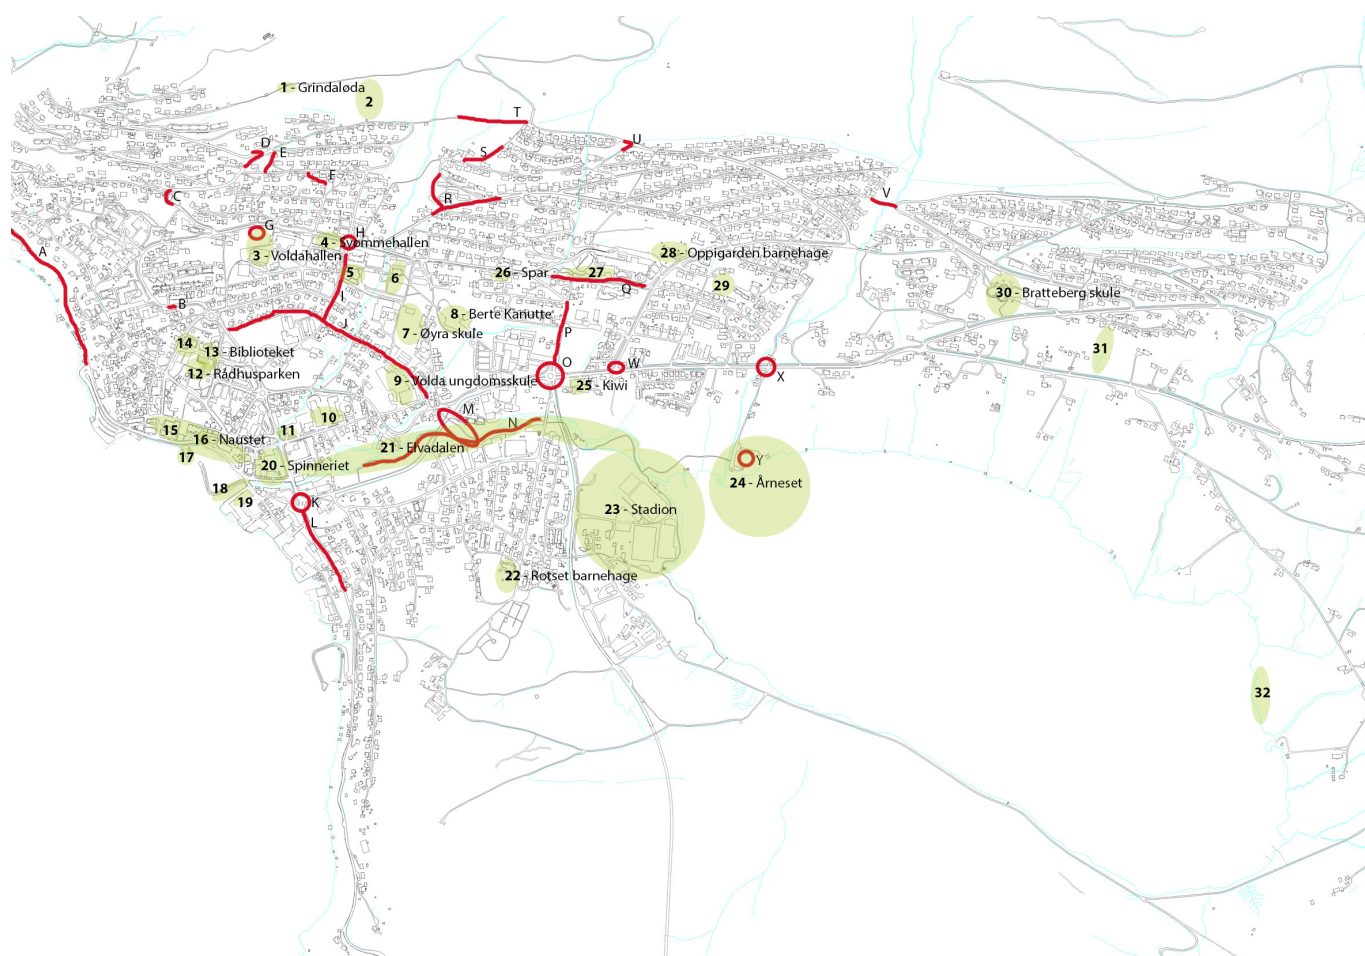 1 - Grindaløda
2
T
D
E
U
S
F
V
C
R
G
H
4 - Svømmehallen
3 - Voldahallen
A
28 - Oppigarden barnehage
5
6
26 - Spar
27
Q
29
30 - Bratteberg skule
I
B
8 - Berte Kanutte
J
7 - Øyra skule
P
14
13 - Biblioteket
31
O
W
12 - Rådhusparken
X
9 - Volda ungdomsskule
25 - Kiwi
M
10
N
15
11
16 - Naustet
21 - Elvadalen
17
20 - Spinneriet
Y
24 - Årneset
18
19
K
23 - Stadion
L
22 - Rotset barnehage
32